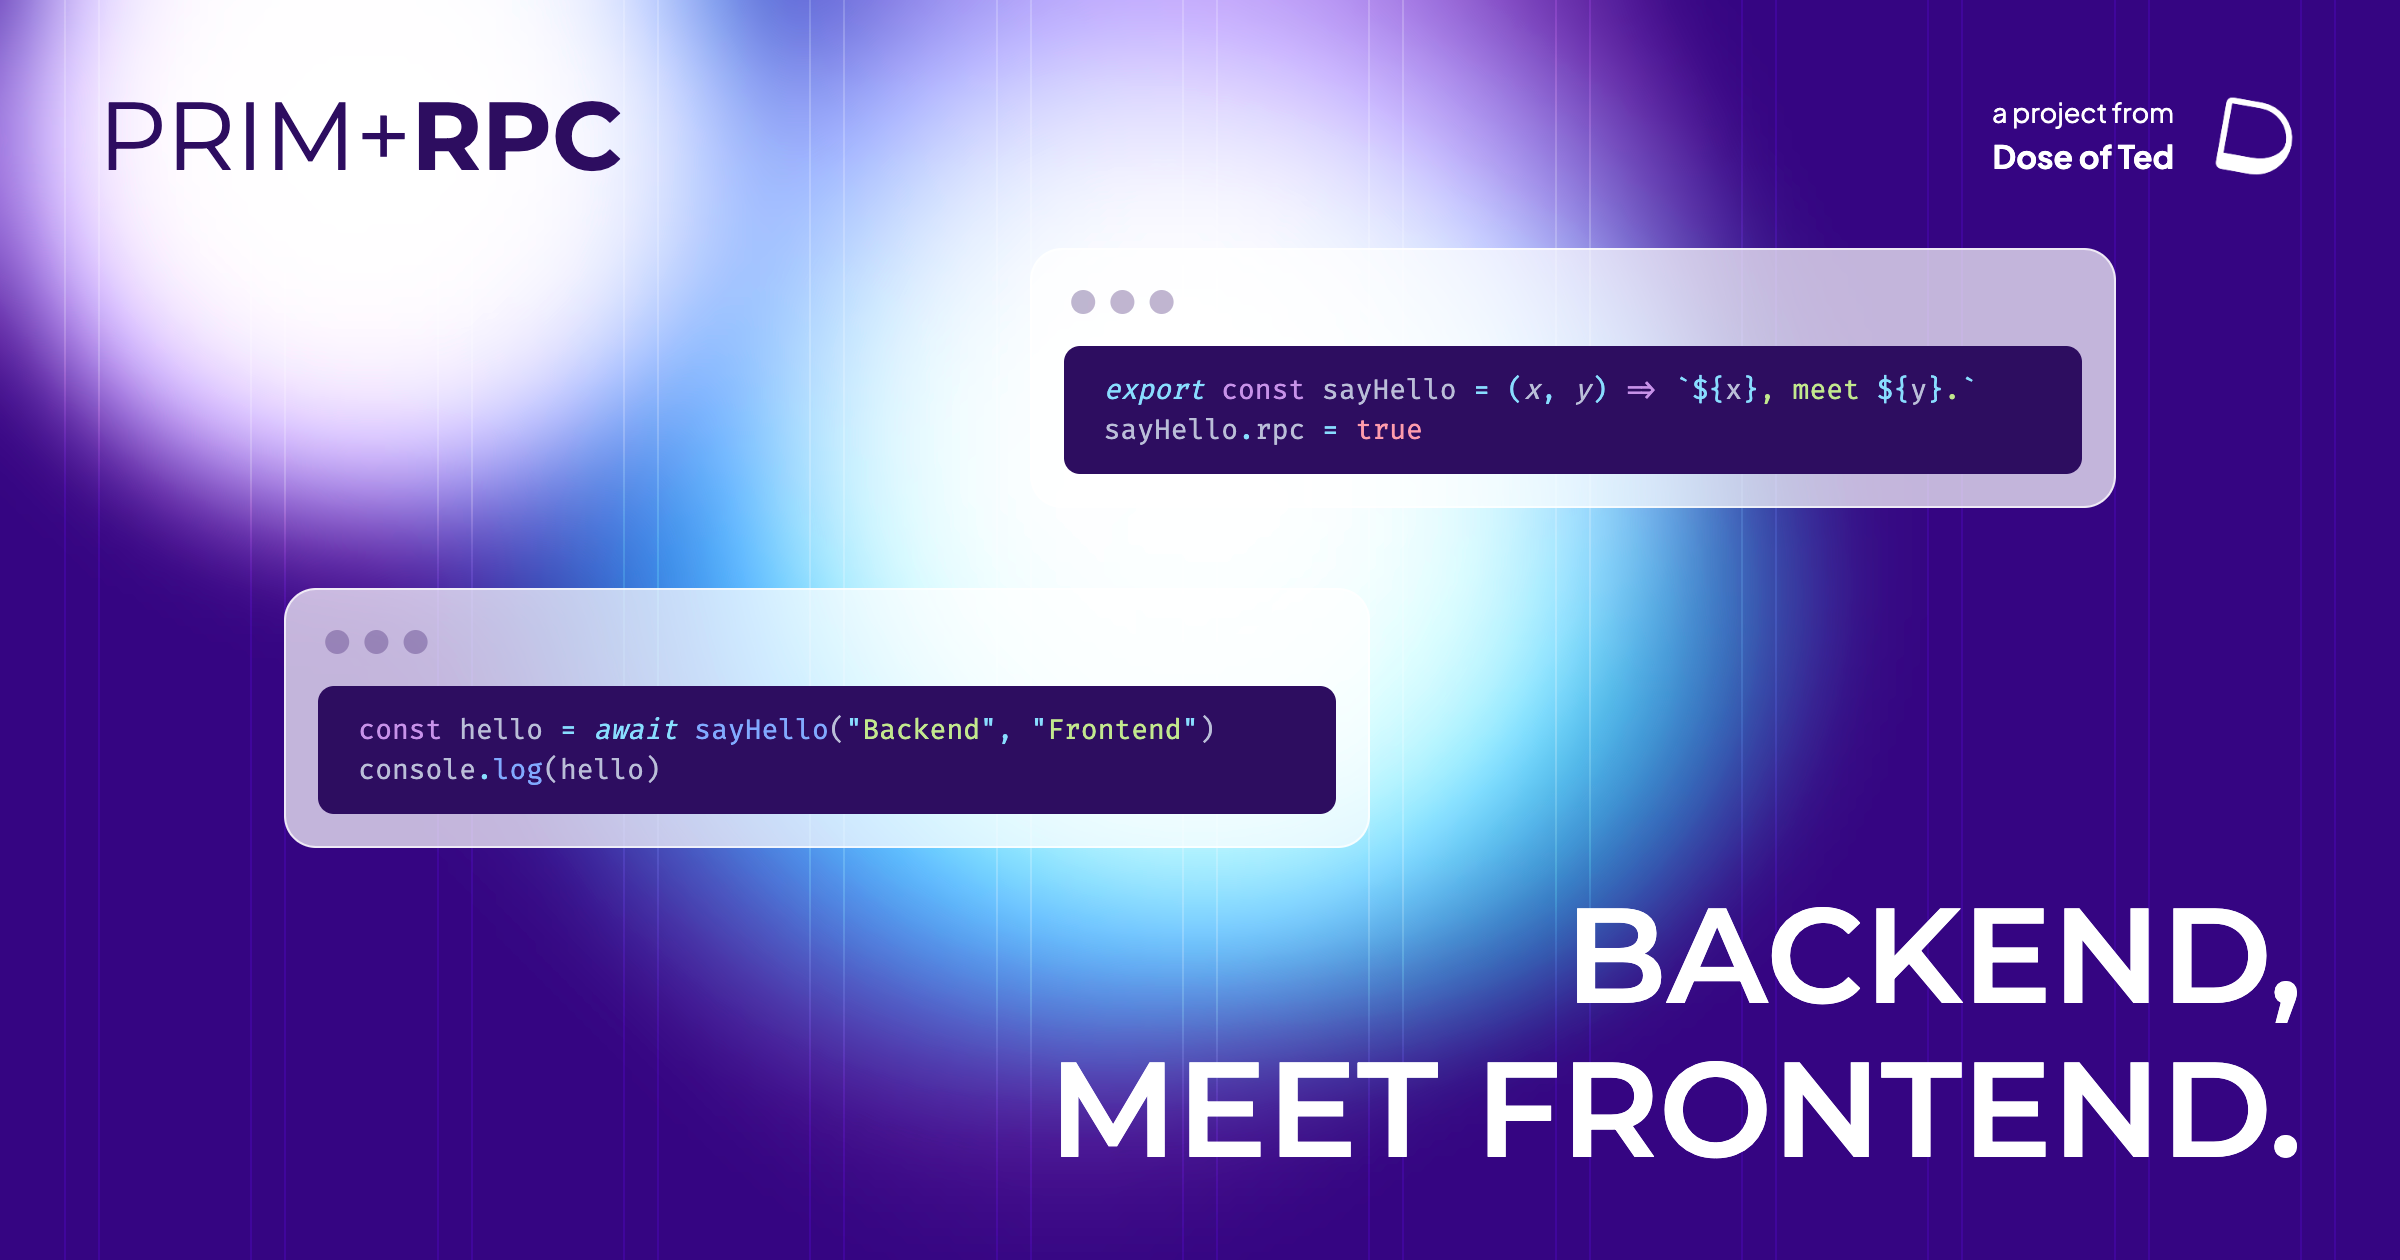 PRIM+RPC
a project from
Dose of Ted
export const sayHello = (x, y) => `${x}, meet ${y}.`
sayHello.rpc = true
const hello = await sayHello("Backend", "Frontend")
console.log(hello)
BACKEND,
MEET FRONTEND.